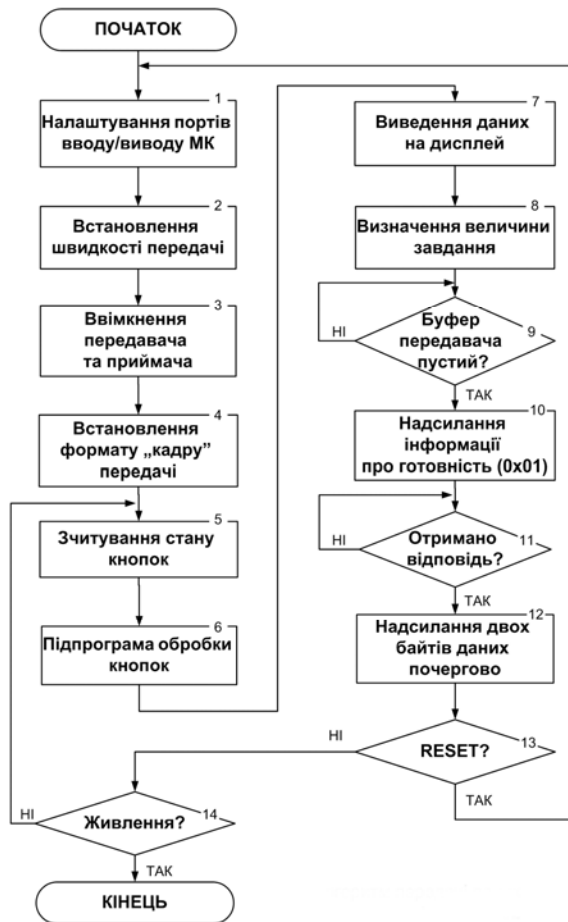 ПОЧАТОК
1
Налаштування портів
вводу/виводу МК
2
Встановлення
швидкості передачі
3
Ввімкнення
передавача
та приймача
4
Встановлення
формату „кадру”
передачі
5
Зчитування стану
кнопок
6
Підпрограма обробки
кнопок
7
Виведення даних
на дисплей
8
Визначення величини
завдання
НІ
Буфер
передавача
пустий?
9
ТАК
10
Надсилання
інформації
про готовність (0x01)
НІ
Отримано
відповідь?
11
ТАК
12
Надсилання двох
байтів даних
почергово
НІ
RESET?
13
ТАК
НІ
Живлення?
14
ТАК
КІНЕЦЬ